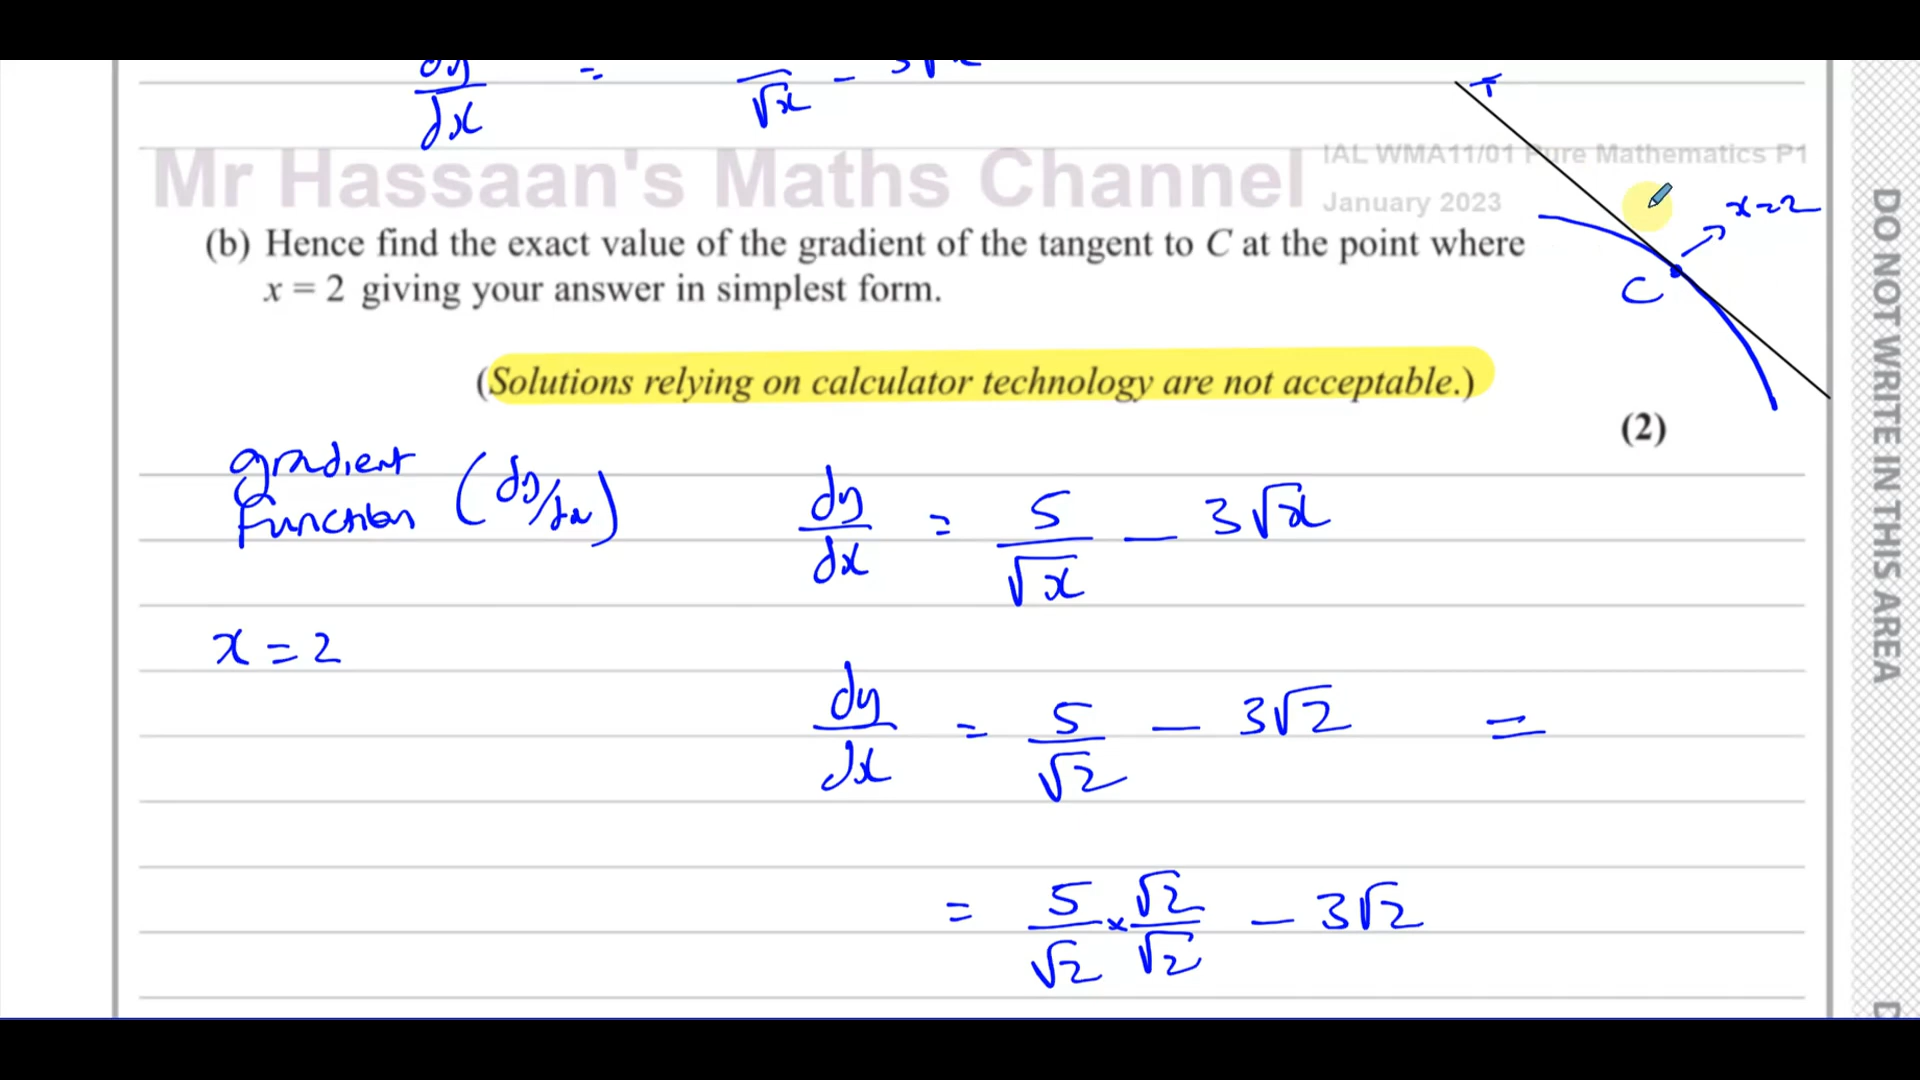 dy/dx = /√x - 3√x
T
Mr Hassaan's Maths Channel
IAL WMA11/01 Pure Mathematics P1
January 2023
x=2
C
(b) Hence find the exact value of the gradient of the tangent to C at the point where
x = 2 giving your answer in simplest form.
(Solutions relying on calculator technology are not acceptable.)
(2)
gradient function (dy/dx)
dy/dx = 5/√x - 3√x
x = 2
dy/dx = 5/√2 - 3√2 =
= 5/√2 × √2/√2 - 3√2
DO NOT WRITE IN THIS AREA